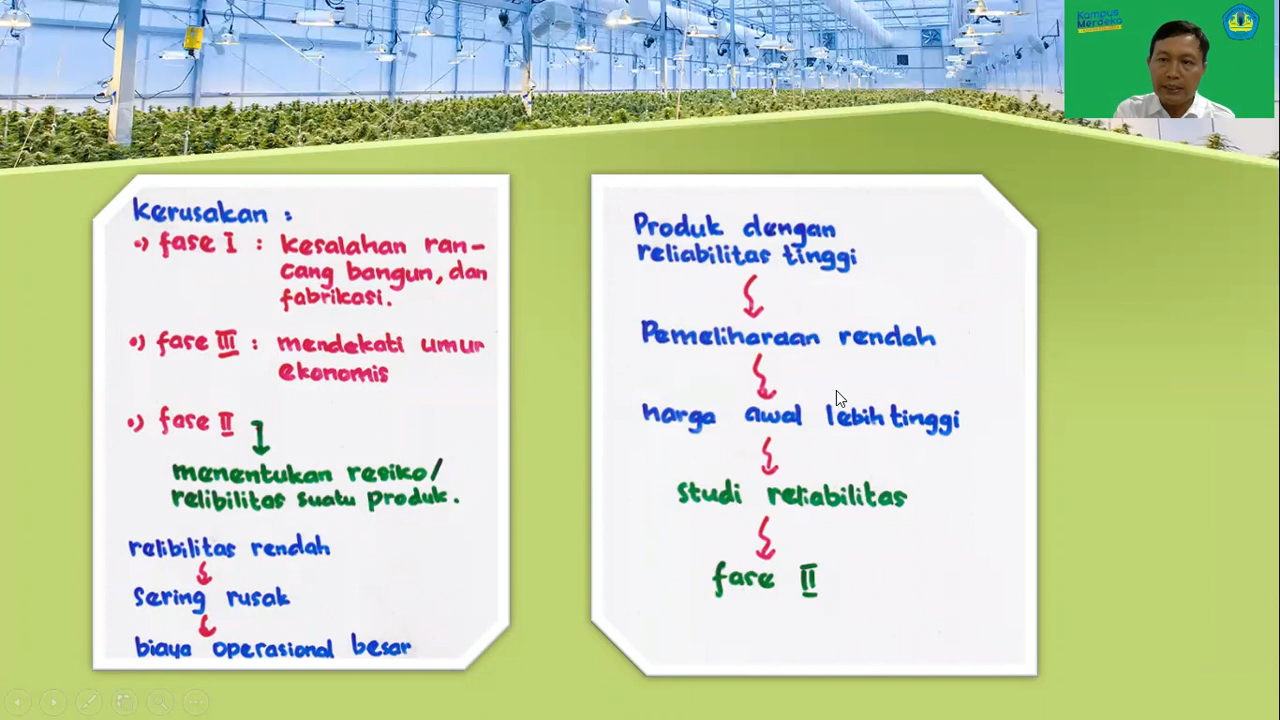 Kampus
Merdeka
Kerusakan :
•) fase I : kesalahan ran-
cang bangun, dan
fabrikasi.
•) fase III : mendekati umur
ekonomis
•) fase II
menentukan resiko/
relibilitas suatu produk.
relibilitas rendah
Sering rusak
biaya operasional besar
Produk dengan
reliabilitas tinggi
Pemeliharaan rendah
harga awal lebih tinggi
studi reliabilitas
fase II